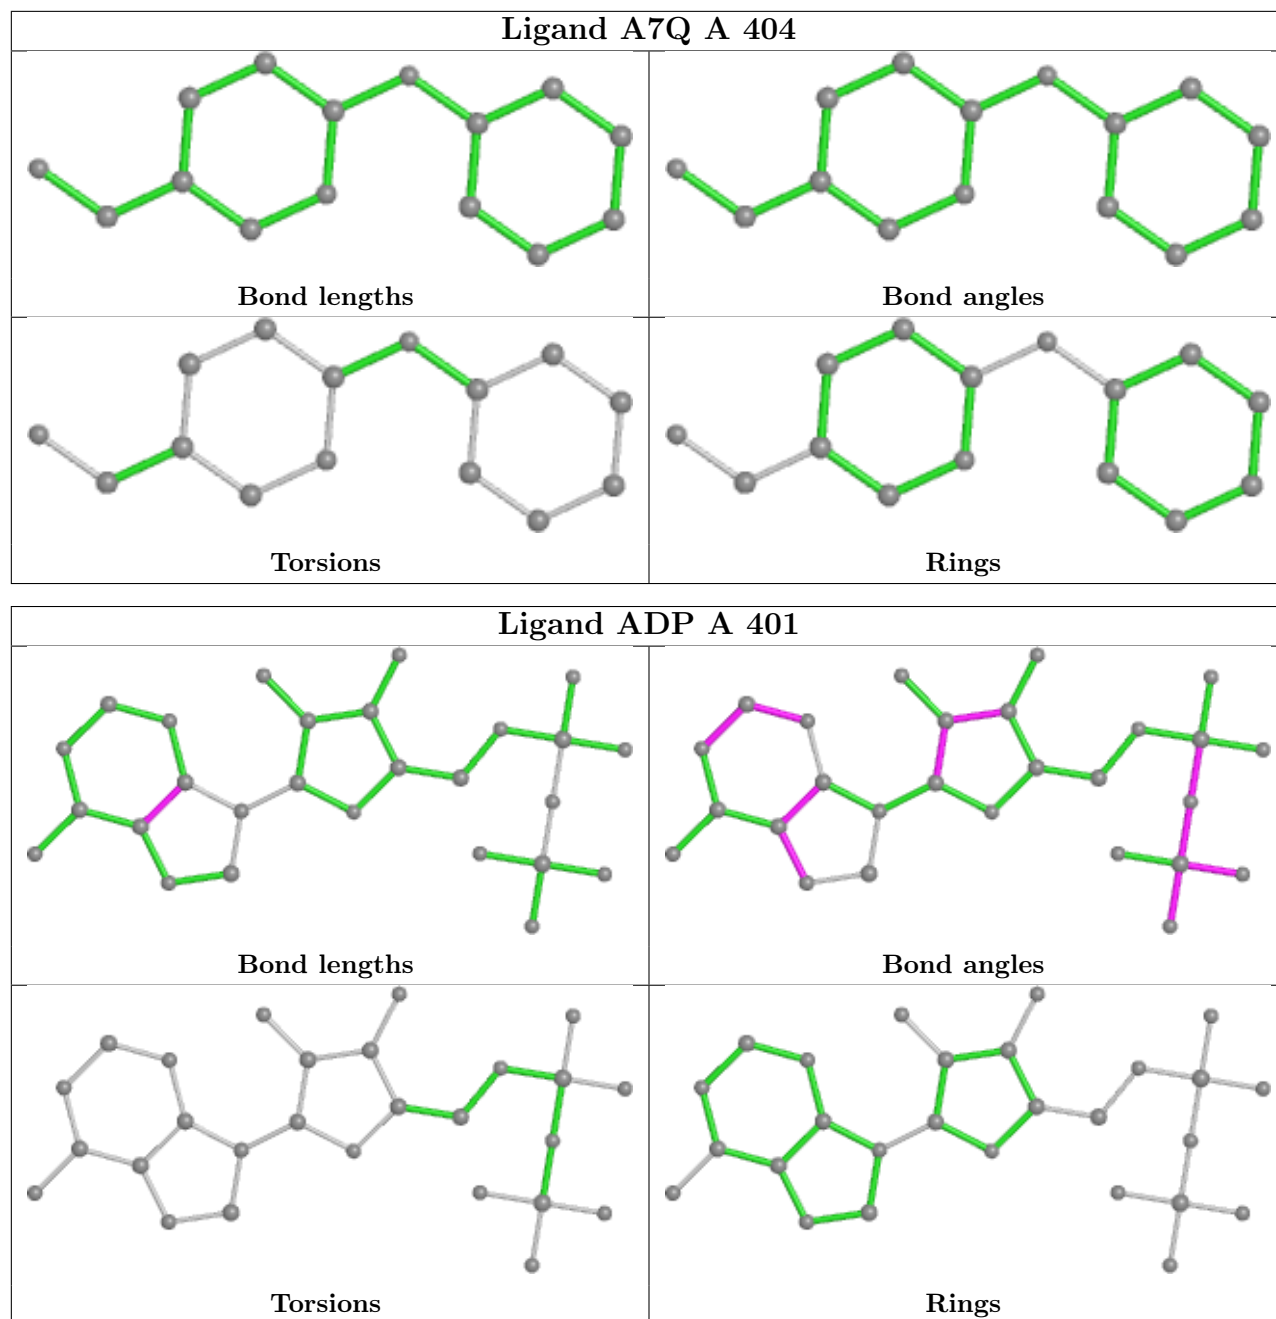 Ligand A7Q A 404
Bond lengths
Bond angles
Torsions
Rings
Ligand ADP A 401
Bond lengths
Bond angles
Torsions
Rings